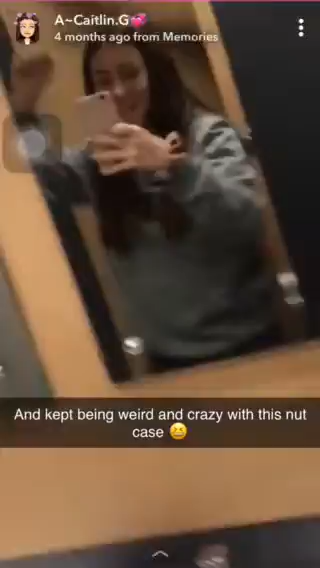 A~Caitlin.G💞
4 months ago from Memories
And kept being weird and crazy with this nut
case 😆